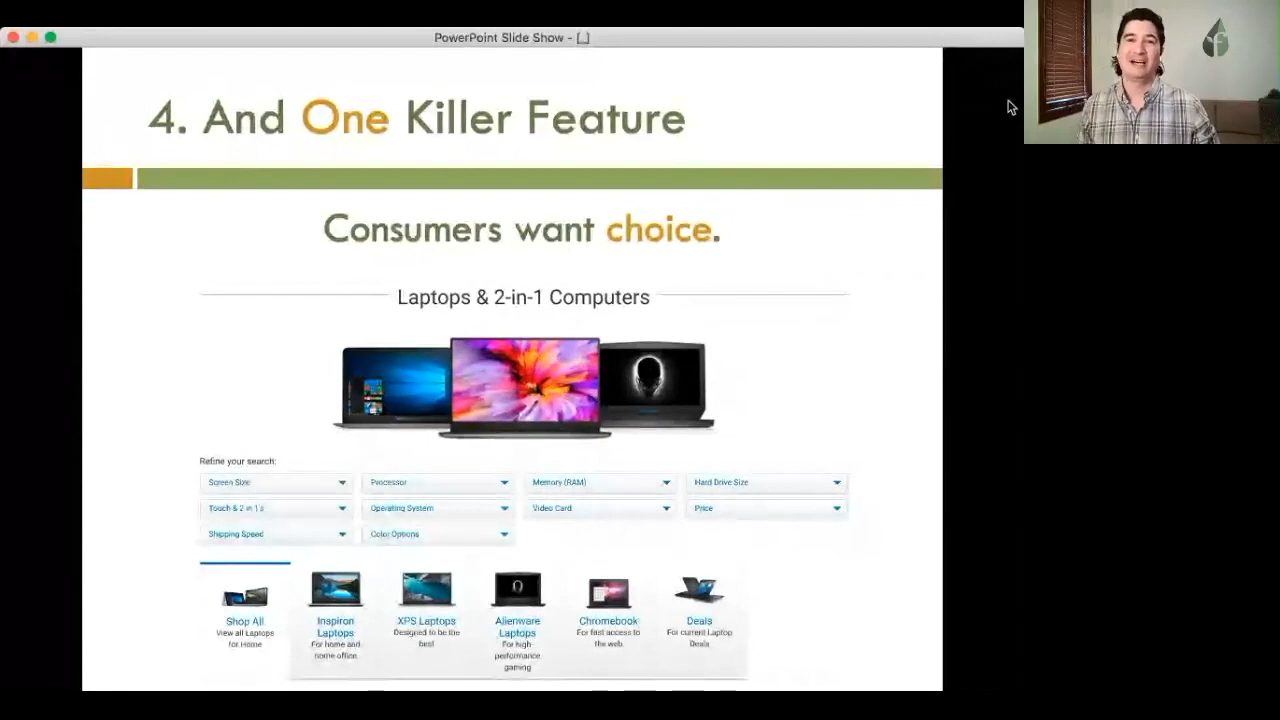 PowerPoint Slide Show - [_]
4. And One Killer Feature
Consumers want choice.
Laptops & 2-in-1 Computers
Refine your search:
Screen Size Processor Memory (RAM) Hard Drive Size
Touch & 2 in 1s Operating System Video Card Price
Shipping Speed Color Options
Shop All Inspiron XPS Laptops Alienware Chromebook Deals
View all Laptops Laptops Designed to be the Laptops For first access to For current Laptop
for Home For home and best For high the web. Deals
home office. performance
gaming